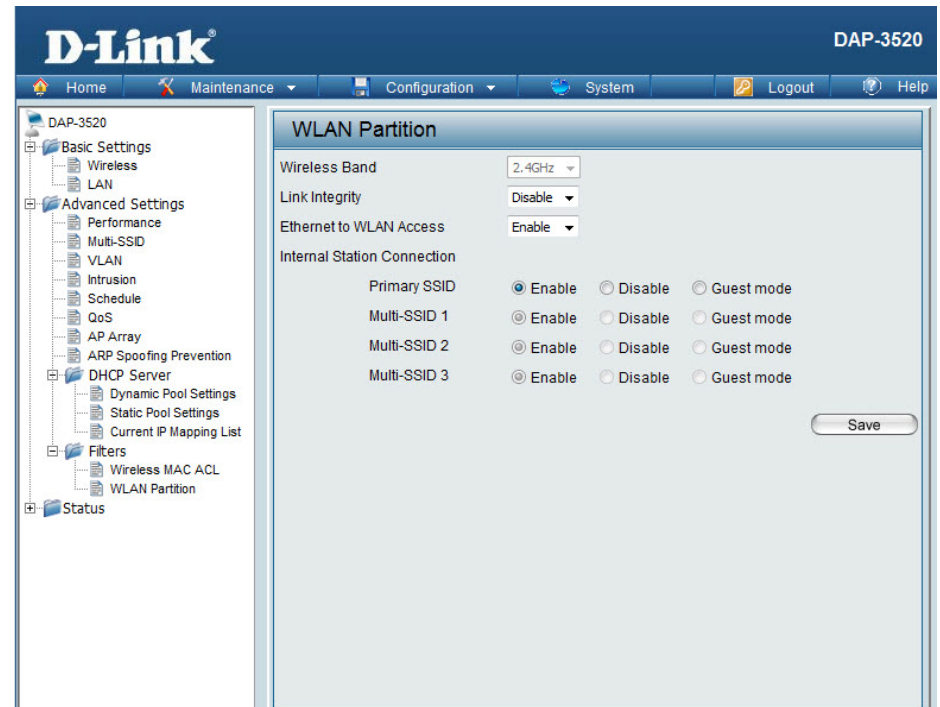 D-Link®
DAP-3520
Home Maintenance Configuration System Logout Help
DAP-3520
Basic Settings
Wireless
LAN
Advanced Settings
Performance
Multi-SSID
VLAN
Intrusion
Schedule
QoS
AP Array
ARP Spoofing Prevention
DHCP Server
Dynamic Pool Settings
Static Pool Settings
Current IP Mapping List
Filters
Wireless MAC ACL
WLAN Partition
Status
WLAN Partition
Wireless Band 2.4GHz
Link Integrity Disable
Ethernet to WLAN Access Enable
Internal Station Connection
Primary SSID Enable Disable Guest mode
Multi-SSID 1 Enable Disable Guest mode
Multi-SSID 2 Enable Disable Guest mode
Multi-SSID 3 Enable Disable Guest mode
Save